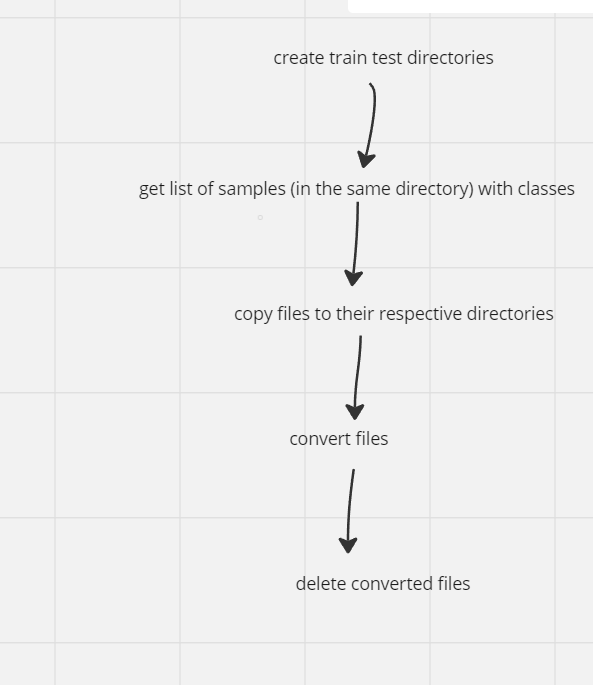 create train test directories
get list of samples (in the same directory) with classes
copy files to their respective directories
convert files
delete converted files